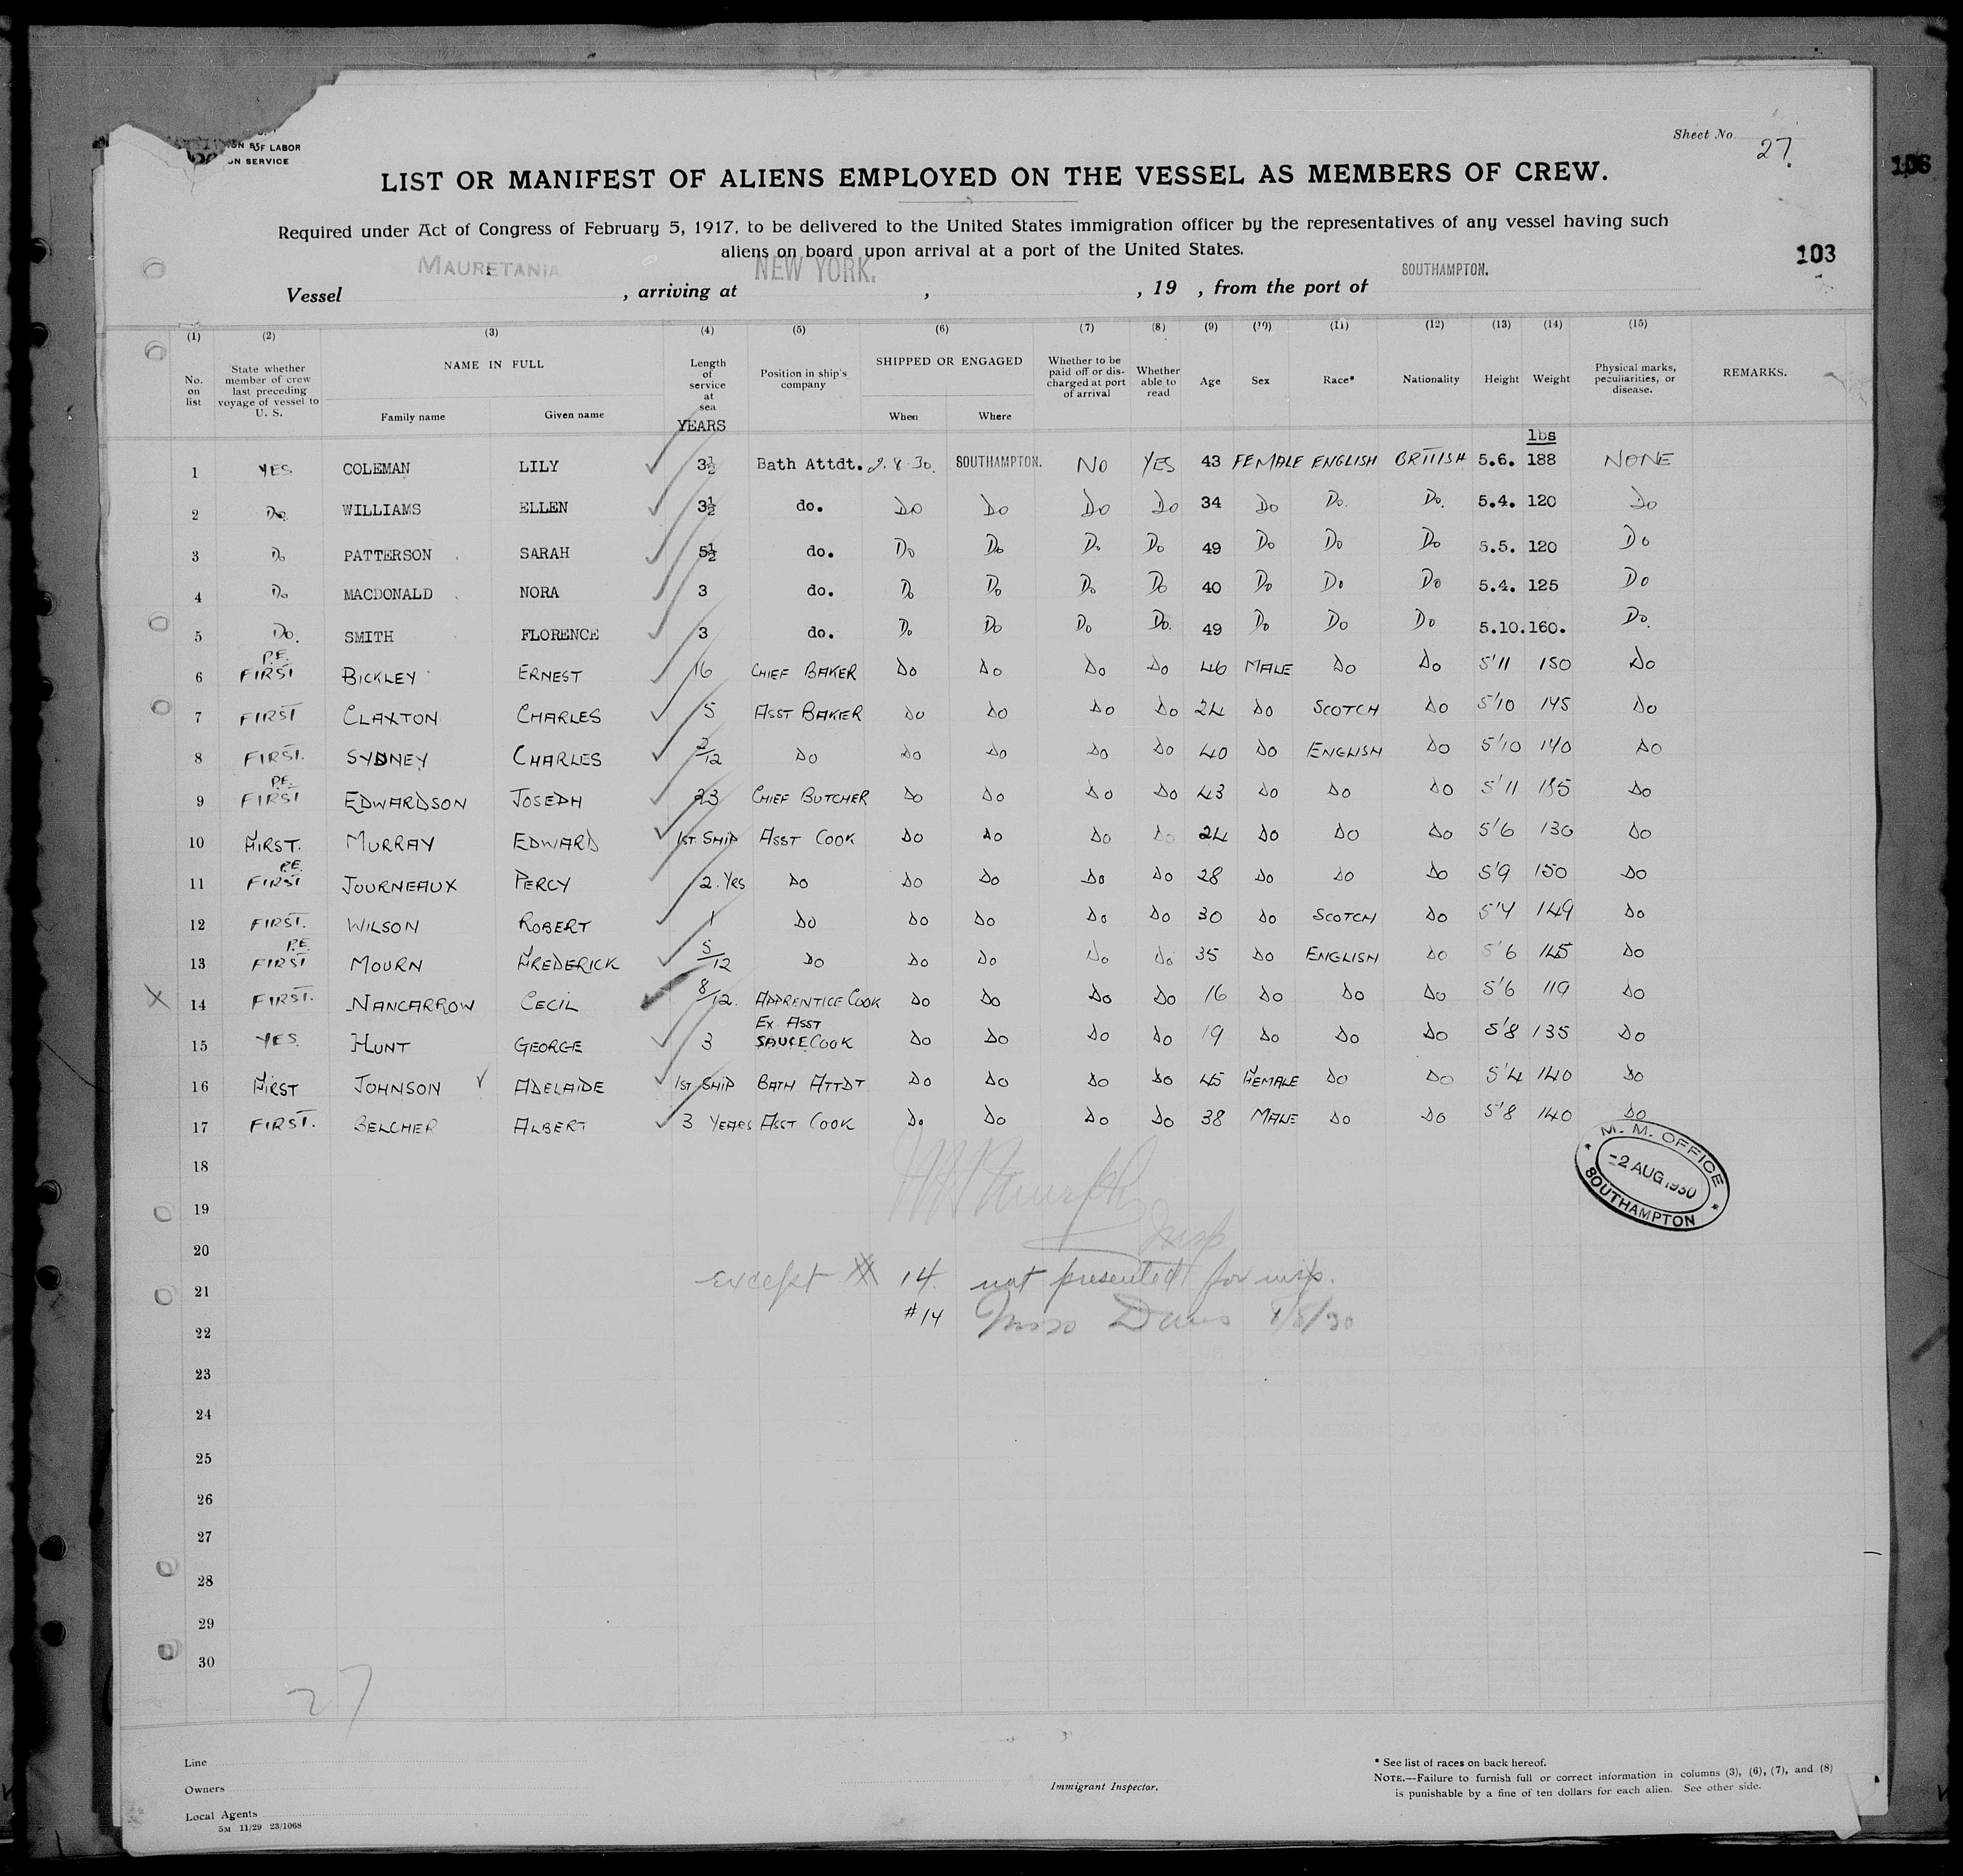 OF LABOR
ON SERVICE
Sheet No. 27.
106
LIST OR MANIFEST OF ALIENS EMPLOYED ON THE VESSEL AS MEMBERS OF CREW.
Required under Act of Congress of February 5, 1917, to be delivered to the United States immigration officer by the representatives of any vessel having such
aliens on board upon arrival at a port of the United States.
103
Vessel MAURETANIA, arriving at NEW YORK. , , 19 , from the port of SOUTHAMPTON.
(1) (2) (3) (4) (5) (6) (7) (8) (9) (10) (11) (12) (13) (14) (15)
No. on list State whether member of crew last preceding voyage of vessel to U. S. NAME IN FULL Family name Given name Length of service at sea YEARS Position in ship's company SHIPPED OR ENGAGED When Where Whether to be paid off or discharged at port of arrival Whether able to read Age Sex Race* Nationality Height Weight Physical marks, peculiarities, or disease. REMARKS.
lbs
1 YES COLEMAN LILY 3½ Bath Attdt. 2.8.30. SOUTHAMPTON. NO YES 43 FEMALE ENGLISH BRITISH 5.6. 188 NONE
2 Do. WILLIAMS ELLEN 3½ do. Do Do Do Do 34 Do Do. Do. 5.4. 120 Do
3 Do PATTERSON SARAH 5½ do. Do Do Do Do 49 Do Do Do 5.5. 120 Do
4 Do MACDONALD NORA 3 do. Do Do Do Do 40 Do Do Do 5.4. 125 Do
5 Do. SMITH FLORENCE 3 do. Do Do Do Do. 49 Do Do Do 5.10. 160. Do.
6 P.E. FIRST BICKLEY ERNEST 16 CHIEF BAKER Do Do Do Do 46 MALE Do Do 5'11 150 Do
7 FIRST CLAXTON CHARLES 5 ASST BAKER Do Do Do Do 24 Do SCOTCH Do 5'10 145 Do
8 FIRST. SYDNEY CHARLES /12 Do Do Do Do Do 40 Do ENGLISH Do 5'10 140 Do
9 P.E. FIRST EDWARDSON JOSEPH 23 CHIEF BUTCHER Do Do Do Do 43 Do Do Do 5'11 185 Do
10 FIRST. MURRAY EDWARD 1ST SHIP ASST COOK Do Do Do Do 24 Do Do Do 5'6 130 Do
11 P.E. FIRST JOURNEAUX PERCY 2. YRS Do Do Do Do Do 28 Do Do Do 5'9 150 Do
12 FIRST. WILSON ROBERT 1 Do Do Do Do Do 30 Do SCOTCH Do 5'4 149 Do
13 P.E. FIRST MOURN FREDERICK 5/12 Do Do Do Do Do 35 Do ENGLISH Do 5'6 145 Do
X 14 FIRST. NANCARROW CECIL 8/12. APPRENTICE COOK Do Do Do Do 16 Do Do Do 5'6 119 Do
15 YES HUNT GEORGE 3 EX ASST SAUCE COOK Do Do Do Do 19 Do Do Do 5'8 135 Do
16 FIRST JOHNSON ADELAIDE 1ST SHIP BATH ATTDT Do Do Do Do 45 FEMALE Do Do 5'4 140 Do
17 FIRST. BELCHER ALBERT 3 YEARS ASST COOK Do Do Do Do 38 MALE Do Do 5'8 140 Do
M. M. OFFICE
2 AUG 1930
SOUTHAMPTON
18
19 Murphy
20 Insp
21 except # 14. not presented for insp.
22 #14 Davis 8/8/30
23
24
25
26
27
28
29
30
27
Line
Owners
Local Agents
5M 11/29 23/1068
Immigrant Inspector.
* See list of races on back hereof.
NOTE.—Failure to furnish full or correct information in columns (3), (6), (7), and (8)
is punishable by a fine of ten dollars for each alien. See other side.